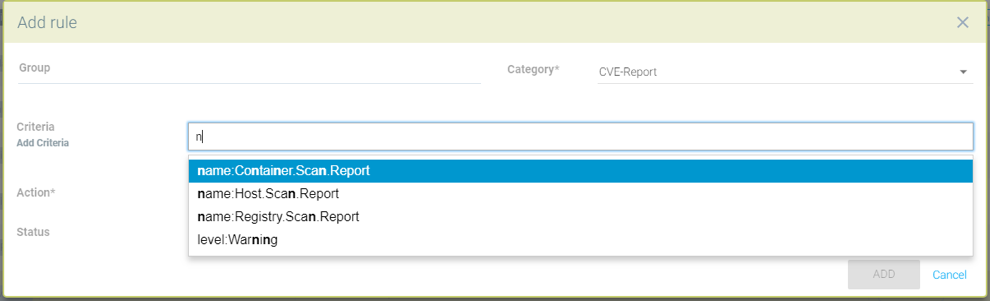 Add rule
Group
Category*
CVE-Report
Criteria
Add Criteria
n
name:Container.Scan.Report
name:Host.Scan.Report
name:Registry.Scan.Report
level:Warning
Action*
Status
ADD
Cancel